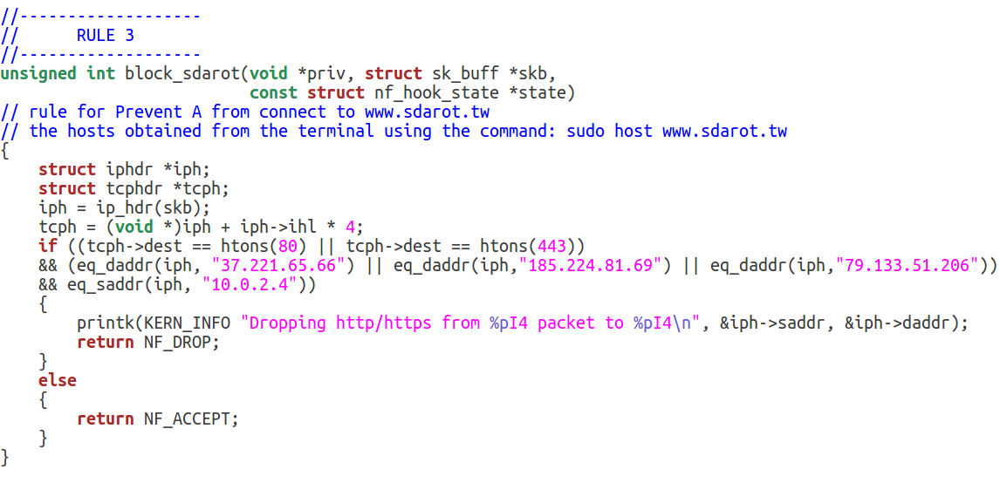 //-------------------
//      RULE 3
//-------------------
unsigned int block_sdarot(void *priv, struct sk_buff *skb,
                          const struct nf_hook_state *state)
// rule for Prevent A from connect to www.sdarot.tw
// the hosts obtained from the terminal using the command: sudo host www.sdarot.tw
{
    struct iphdr *iph;
    struct tcphdr *tcph;
    iph = ip_hdr(skb);
    tcph = (void *)iph + iph->ihl * 4;
    if ((tcph->dest == htons(80) || tcph->dest == htons(443))
    && (eq_daddr(iph, "37.221.65.66") || eq_daddr(iph,"185.224.81.69") || eq_daddr(iph,"79.133.51.206"))
    && eq_saddr(iph, "10.0.2.4"))
    {
        printk(KERN_INFO "Dropping http/https from %pI4 packet to %pI4\n", &iph->saddr, &iph->daddr);
        return NF_DROP;
    }
    else
    {
        return NF_ACCEPT;
    }
}